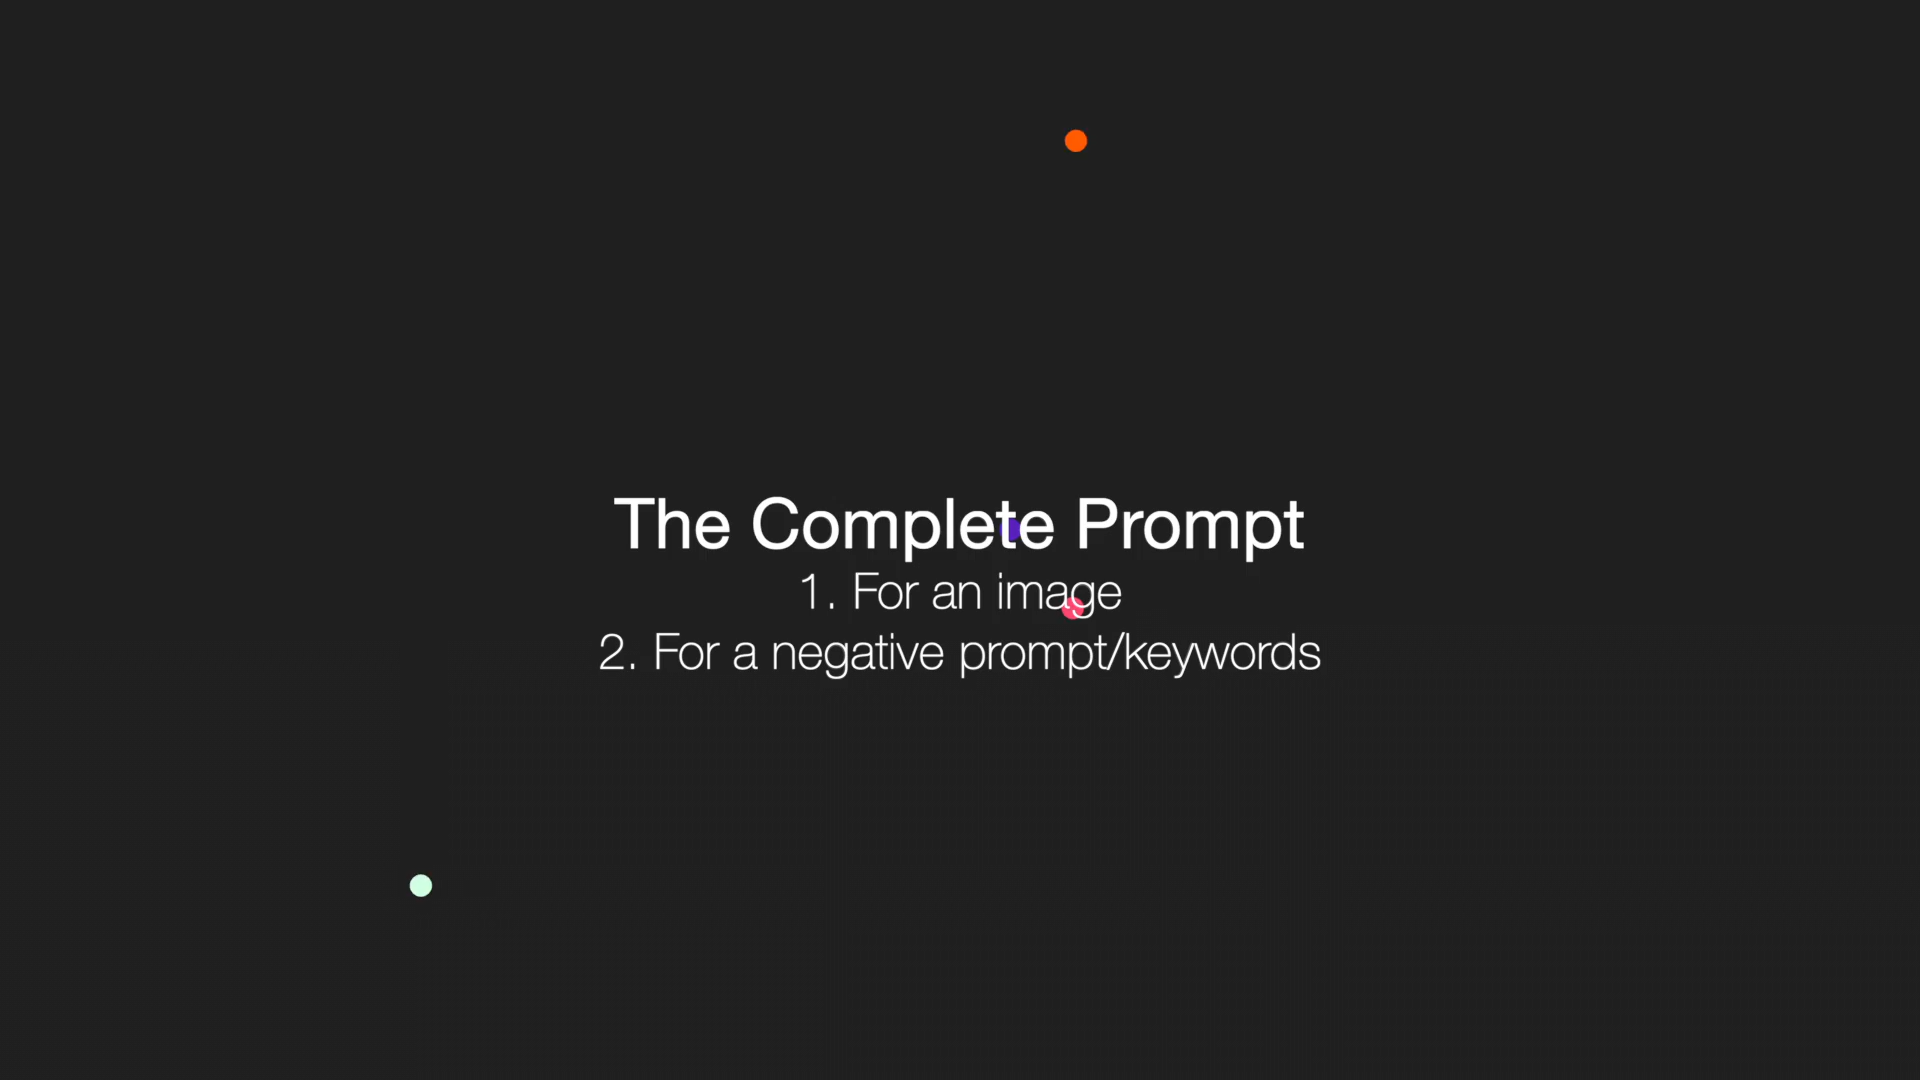 The Complete Prompt
1. For an image
2. For a negative prompt/keywords